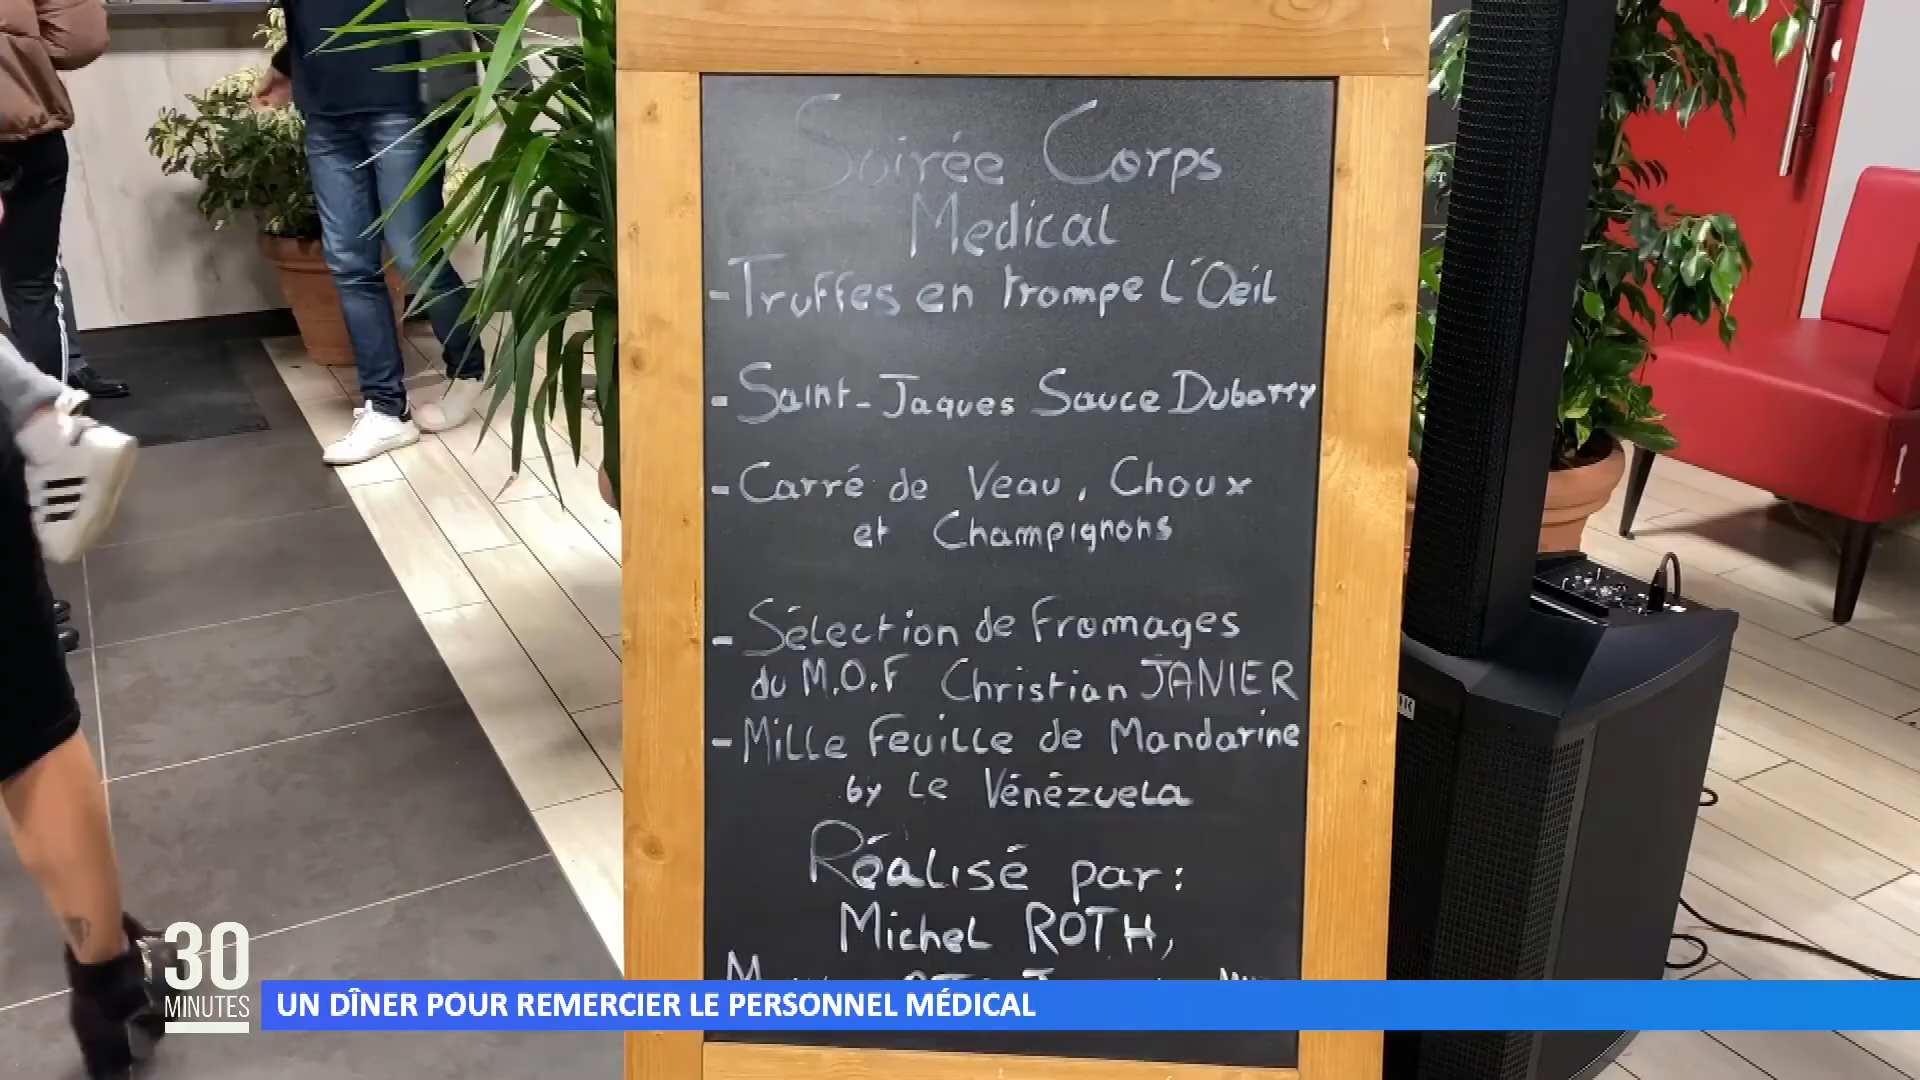 Soirée Corps
Medical
- Truffes en trompe L'Oeil
- Saint-Jaques Sauce Dubarry
- Carré de Veau, Choux
et Champignons
- Sélection de Fromages
du M.O.F Christian JANIER
- Mille Feuille de Mandarine
by Le Vénézuela
Réalisé par:
Michel ROTH,
30
MINUTES
UN DÎNER POUR REMERCIER LE PERSONNEL MÉDICAL